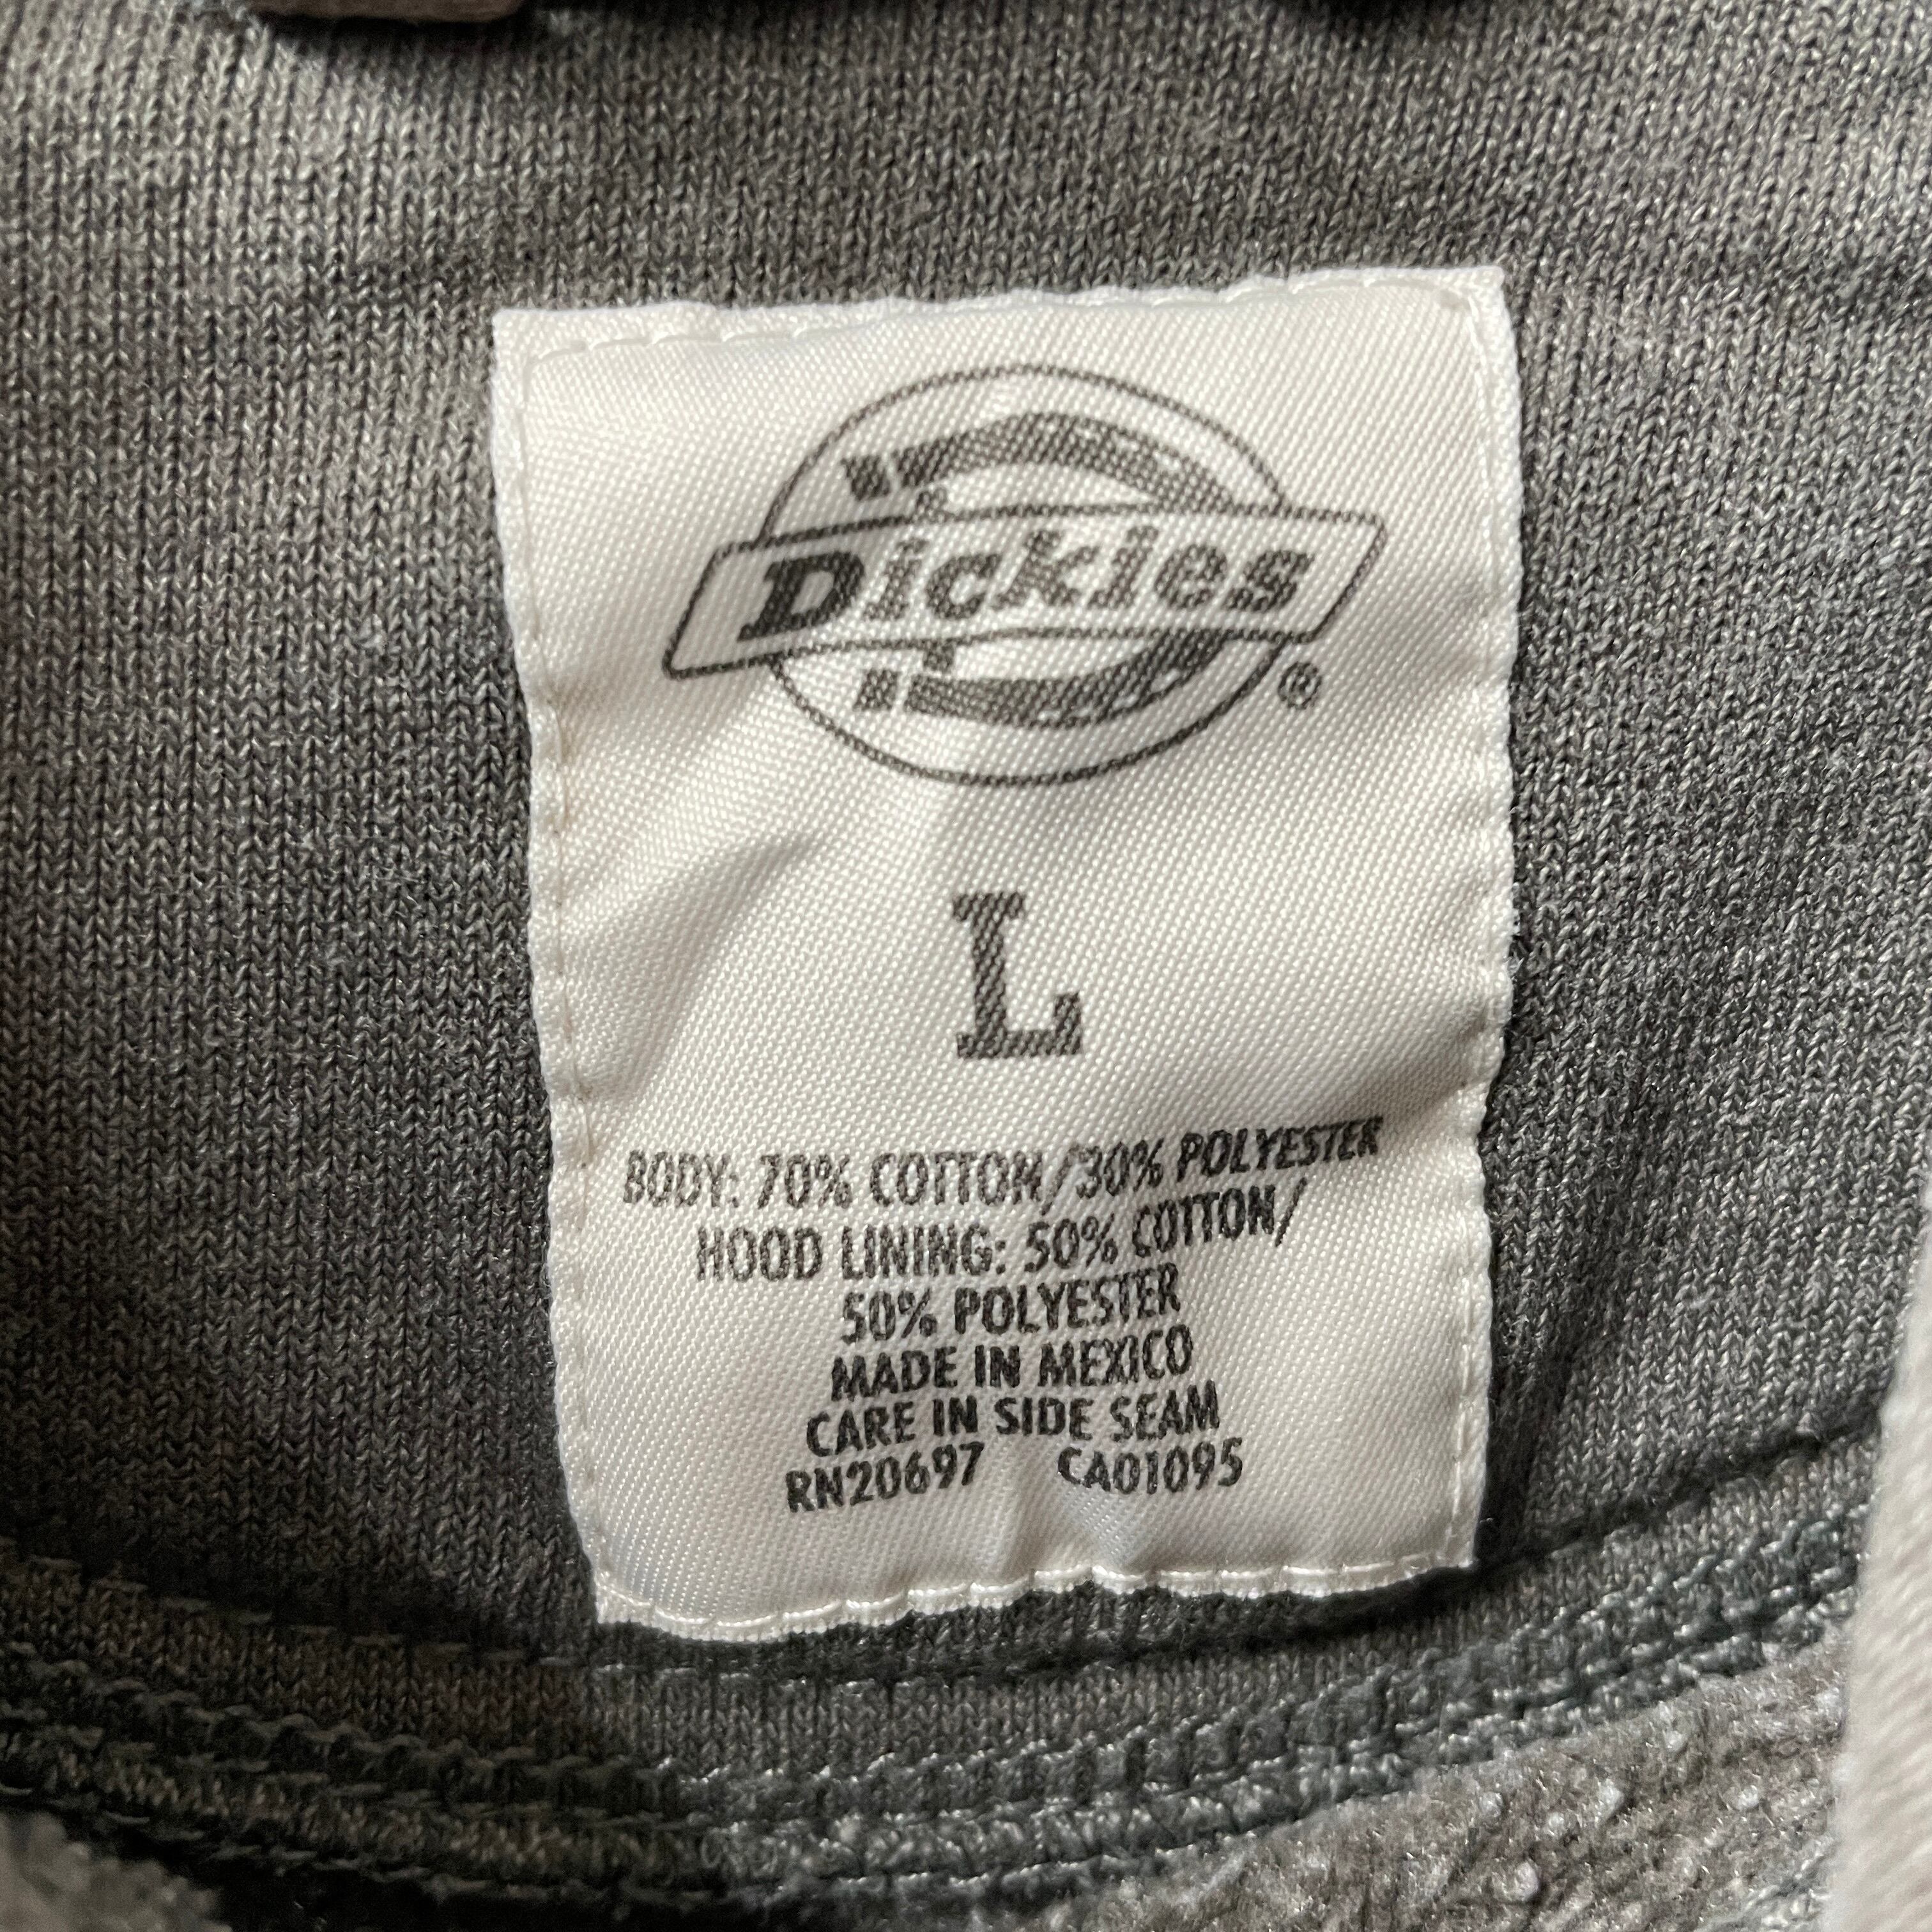 Dickies
®
L
BODY: 70% COTTON/30% POLYESTER
HOOD LINING: 50% COTTON/
50% POLYESTER
MADE IN MEXICO
CARE IN SIDE SEAM
RN20697 CA01095